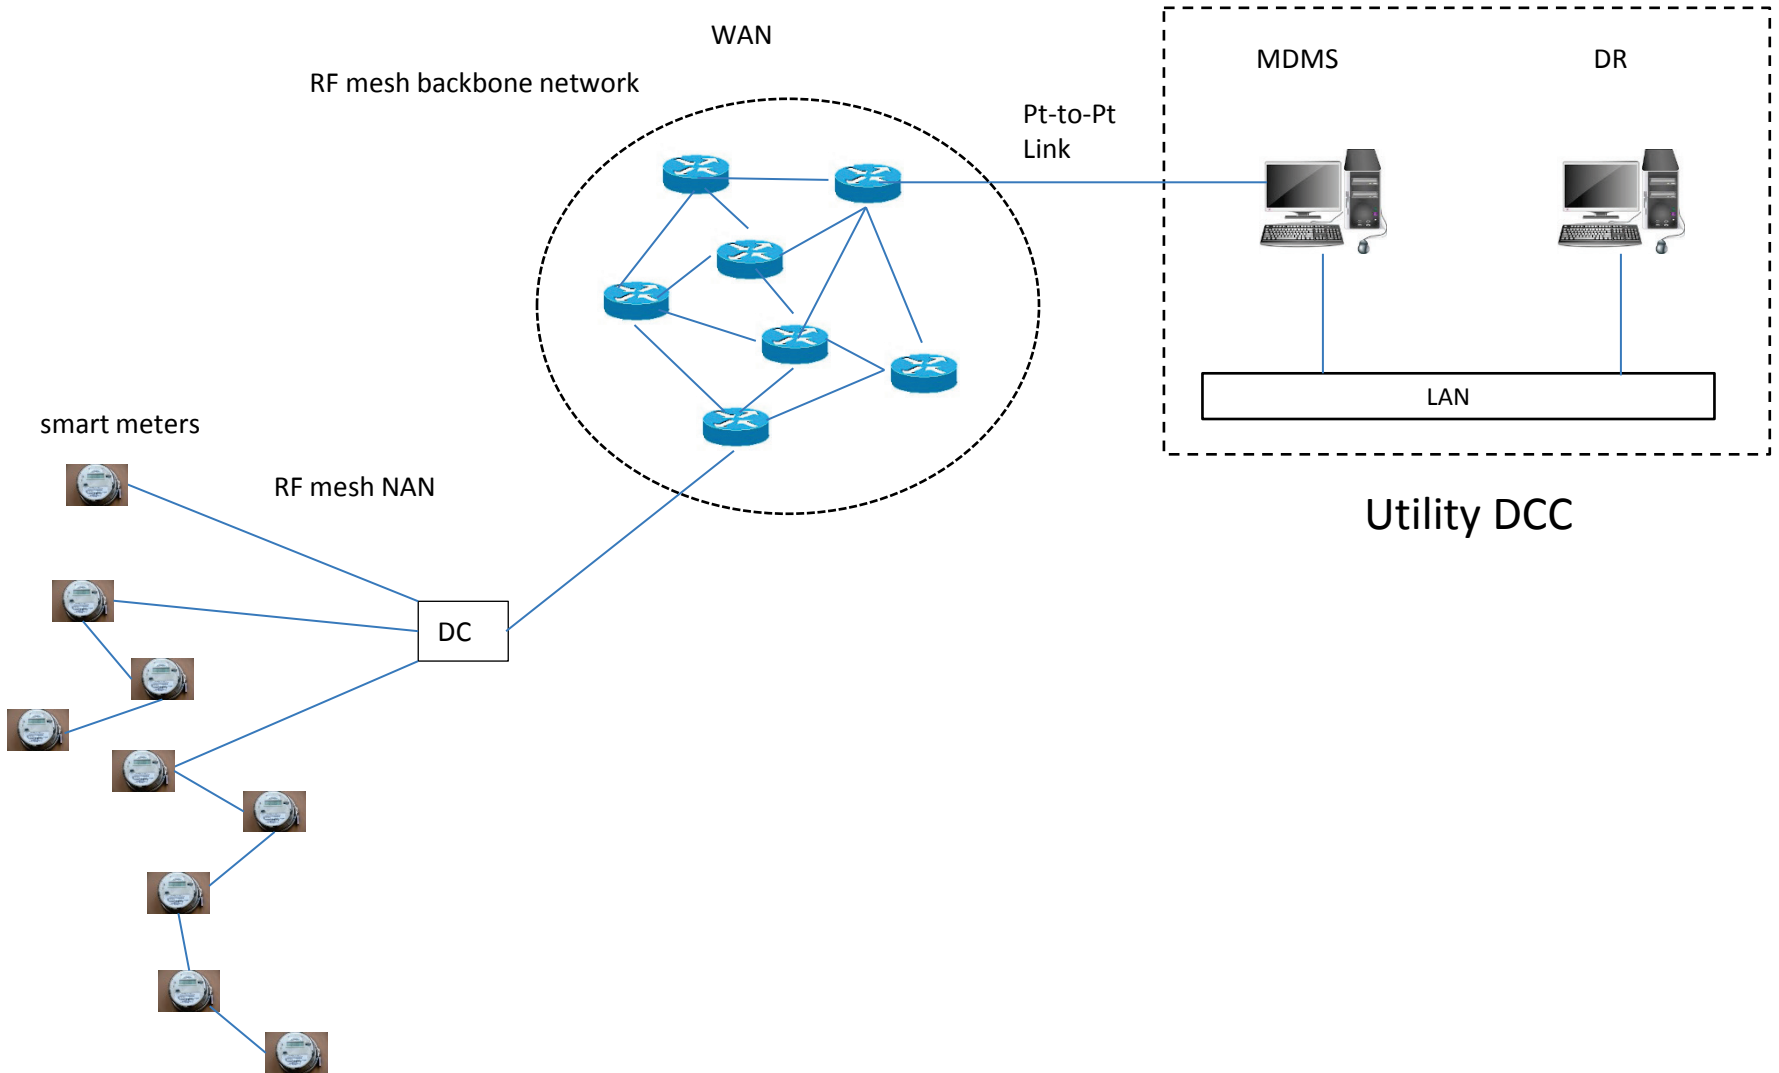 WAN
RF mesh backbone network
Pt-to-Pt
Link
MDMS
DR
LAN
Utility DCC
smart meters
RF mesh NAN
DC